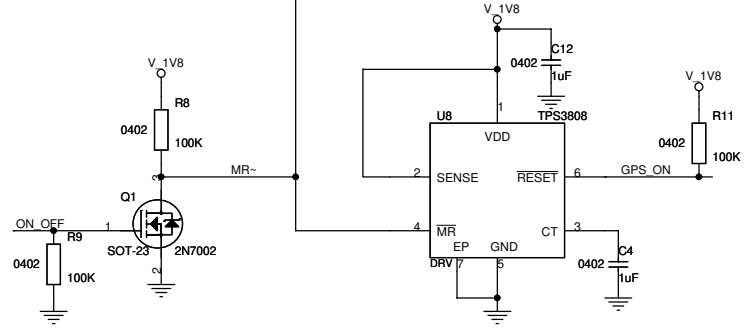 V_1V8
C12
0402
1uF
V_1V8
V_1V8
R8
0402
100K
1
U8
TPS3808
VDD
R11
0402
100K
3
MR~
2
SENSE
RESET
6
GPS_ON
Q1
ON_OFF
1
4
MR
CT
3
R9
SOT-23
2N7002
EP
GND
C4
0402
100K
2
DRV
7
5
0402
1uF